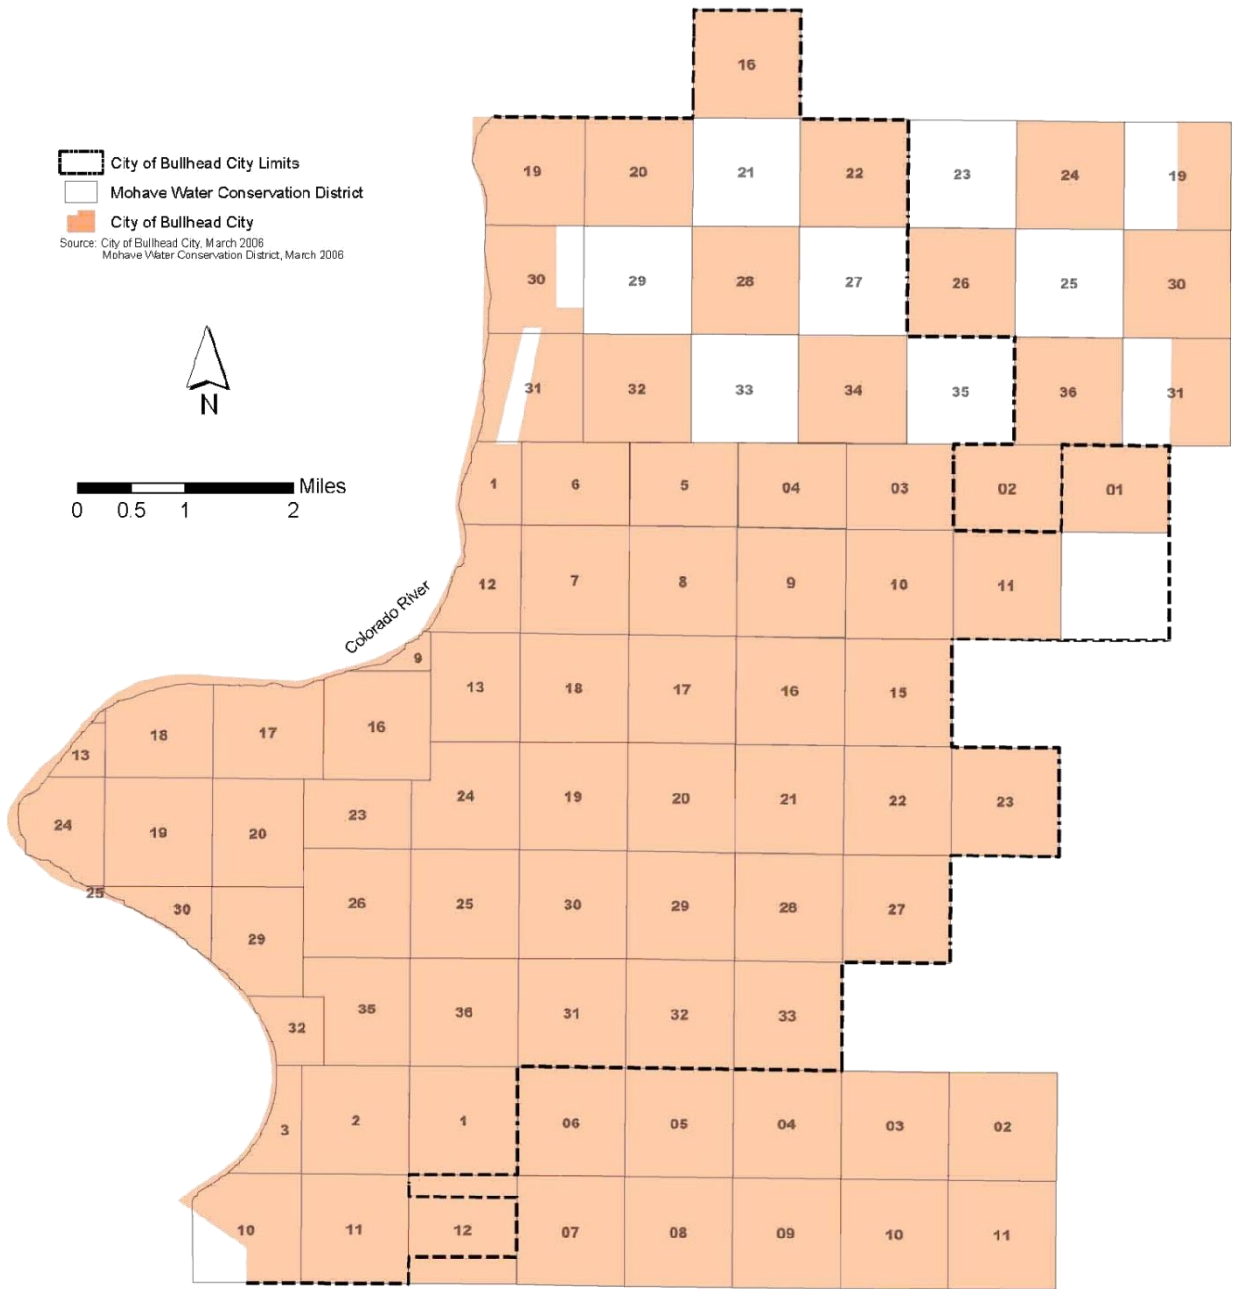 16
City of Bullhead City Limits
Mohave Water Conservation District
City of Bullhead City
Source: City of Bullhead City, March 2006
Mohave Water Conservation District, March 2006
19 20 21 22 23 24 19
30 29 28 27 26 25 30
N
31 32 33 34 35 36 31
Miles
0 0.5 1 2
1 6 5 04 03 02 01
12 7 8 9 10 11
Colorado River
9
13 18 17 16 15
13 18 17 16
24 19 20 21 22 23
24 19 20 23
25 30 29 26 25 30 29 28 27
32 35 36 31 32 33
3 2 1 06 05 04 03 02
10 11 12 07 08 09 10 11